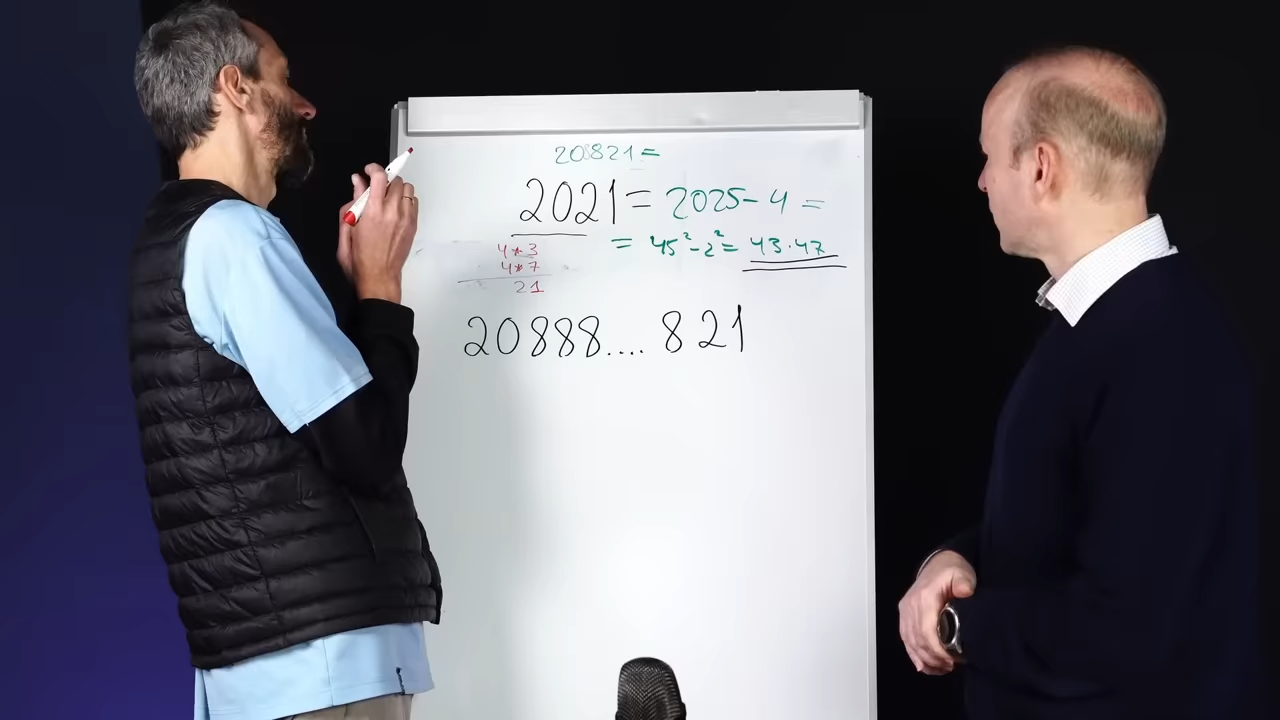 20821=
2021= 2025-4 =
= 45²-2²= 43·47
4*3
4*7
21
20888.... 821